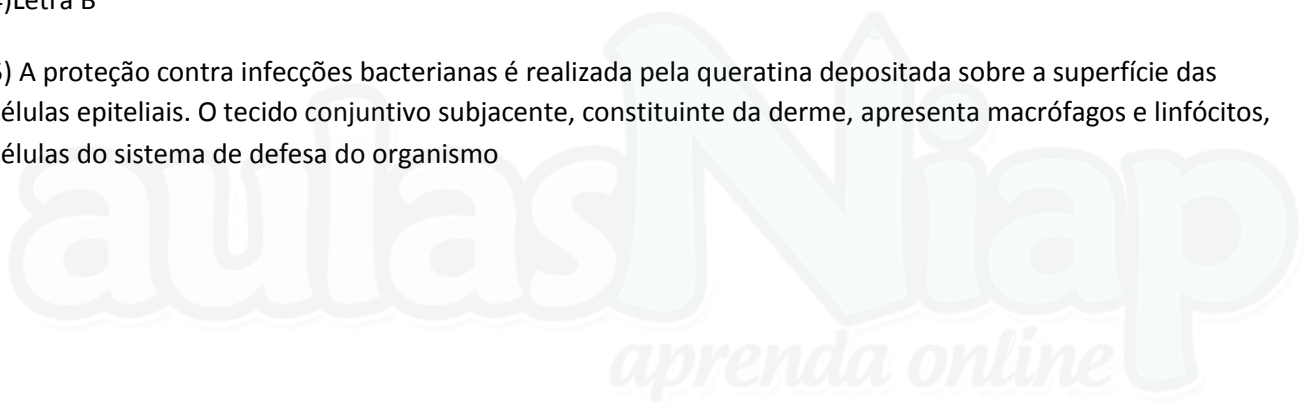 )Letra B
) A proteção contra infecções bacterianas é realizada pela queratina depositada sobre a superfície das
élulas epiteliais. O tecido conjuntivo subjacente, constituinte da derme, apresenta macrófagos e linfócitos,
élulas do sistema de defesa do organismo
aulasNiap
aprenda online